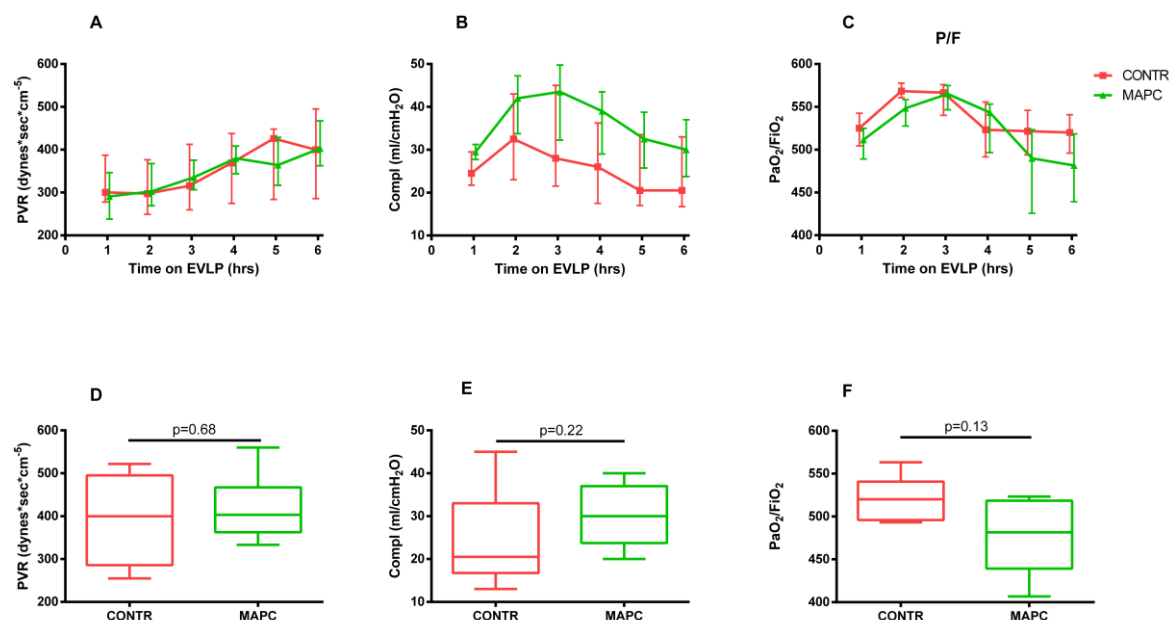 A
PVR (dynes*sec*cm-5)
600
500
400
300
200
0 1 2 3 4 5 6
Time on EVLP (hrs)
B
Compl (ml/cmH2O)
50
40
30
20
10
0 1 2 3 4 5 6
Time on EVLP (hrs)
C
P/F
PaO2/FiO2
600
550
500
450
400
0 1 2 3 4 5 6
Time on EVLP (hrs)
CONTR
MAPC
D
PVR (dynes*sec*cm-5)
p=0.68
600
500
400
300
200
CONTR MAPC
E
Compl (ml/cmH2O)
p=0.22
50
40
30
20
10
CONTR MAPC
F
PaO2/FiO2
p=0.13
600
550
500
450
400
CONTR MAPC